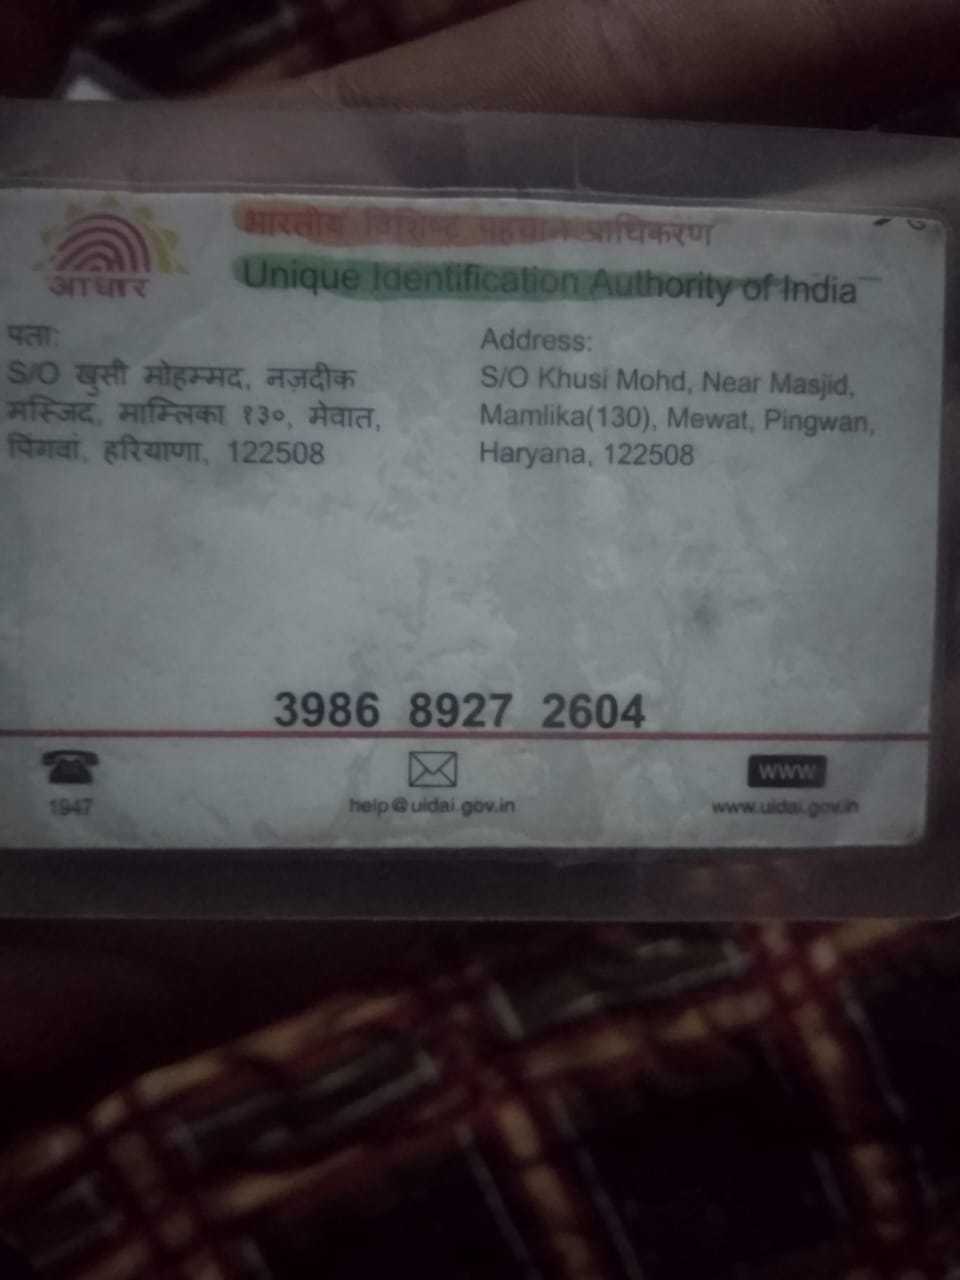 आधार
भारतीय विशिष्ट पहचान प्राधिकरण
Unique Identification Authority of India
पता:
S/O खुसी मोहम्मद, नज़दीक
मस्जिद, माम्लिका १३०, मेवात,
पिंगवां, हरियाणा, 122508
Address:
S/O Khusi Mohd, Near Masjid,
Mamlika(130), Mewat, Pingwan,
Haryana, 122508
3986 8927 2604
1947
help@uidai.gov.in
www
www.uidai.gov.in